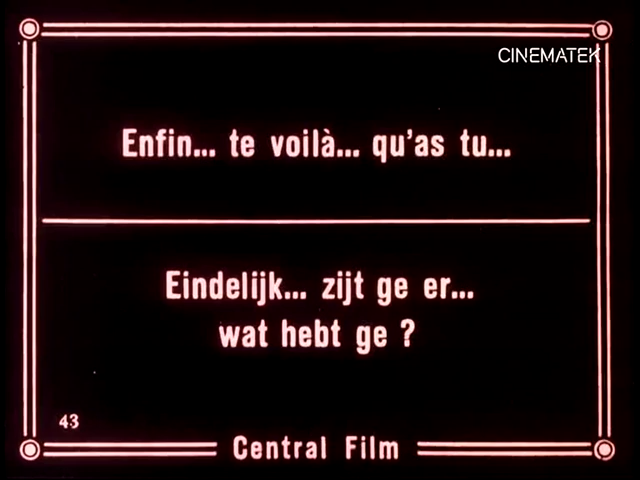 CINEMATEK
Enfin... te voilà... qu'as tu...
Eindelijk... zijt ge er...
wat hebt ge ?
43
Central Film